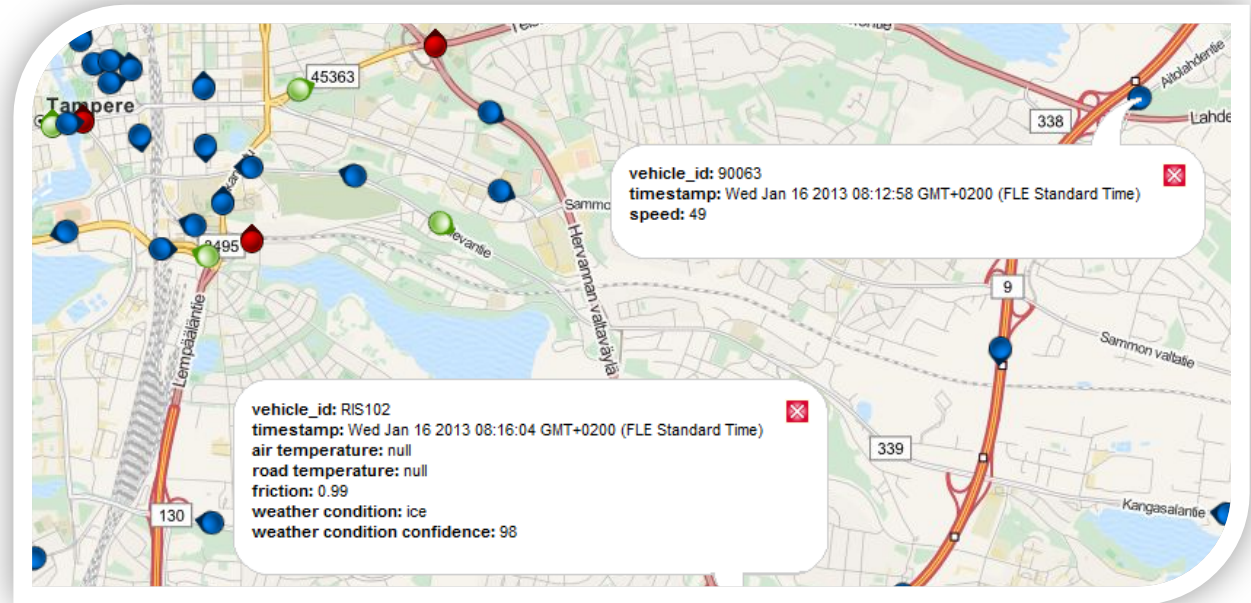 45363
Tampere
338
Aitolahdentie
Lahde
vehicle_id: 90063
timestamp: Wed Jan 16 2013 08:12:58 GMT+0200 (FLE Standard Time)
speed: 49
Sammo
Hervannan valtaväylä
9
Sammon valtatie
Lempääläntie
vehicle_id: RIS102
timestamp: Wed Jan 16 2013 08:16:04 GMT+0200 (FLE Standard Time)
air temperature: null
road temperature: null
friction: 0.99
weather condition: ice
weather condition confidence: 98
339
130
Kangasalantie